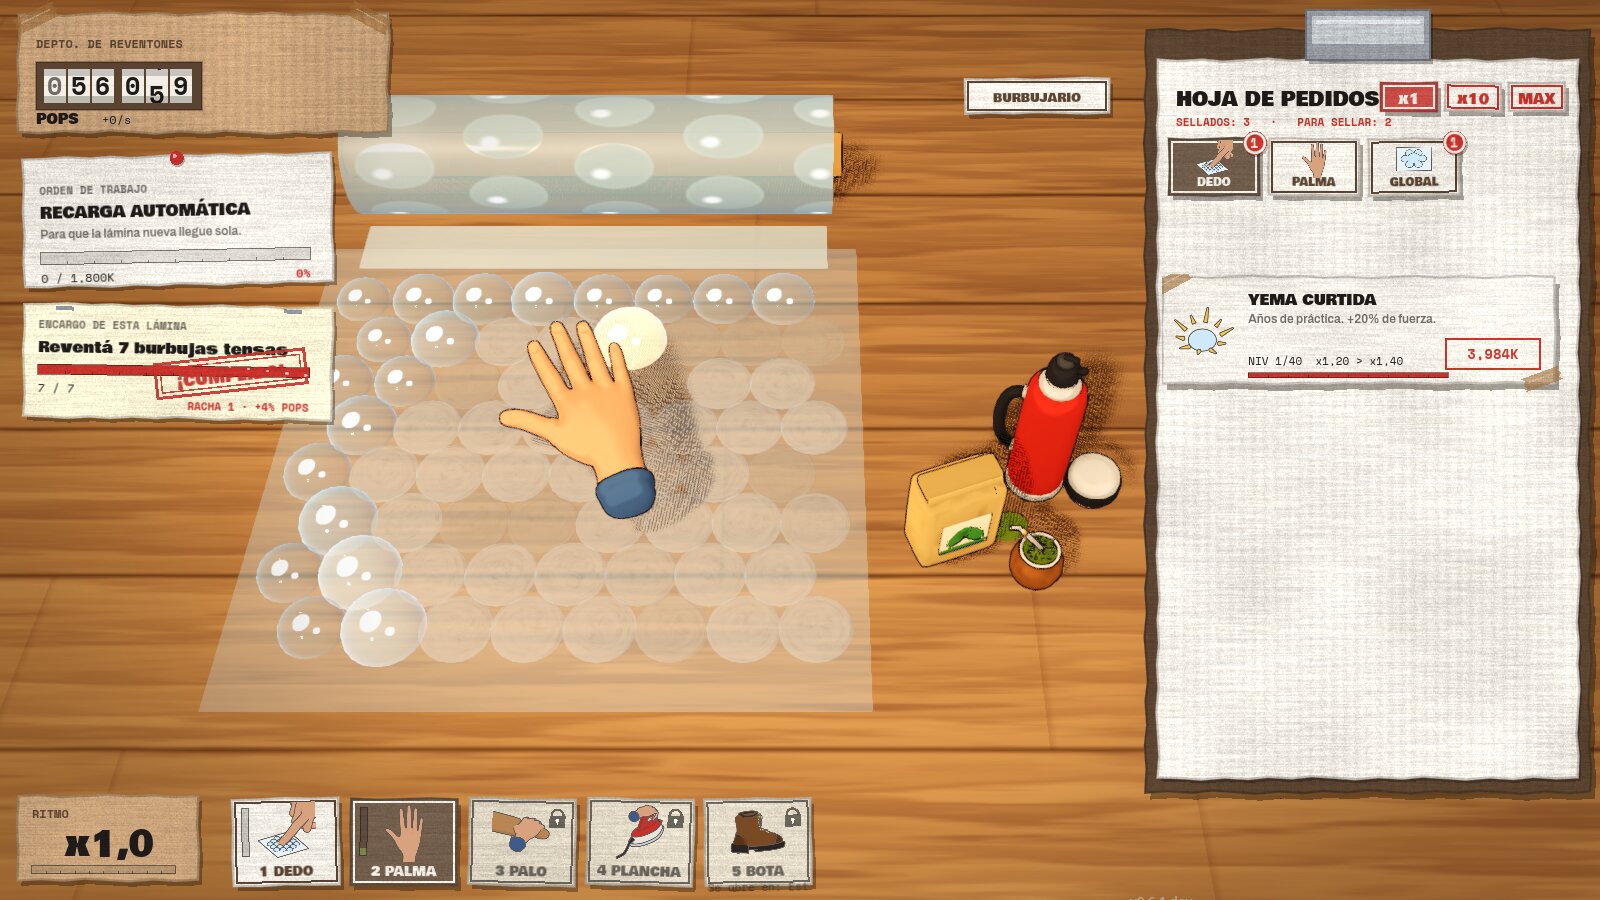 DEPTO. DE REVENTONES
056 059
POPS +0/s
ORDEN DE TRABAJO
RECARGA AUTOMÁTICA
Para que la lámina nueva llegue sola.
0 / 1.800K 0%
ENCARGO DE ESTA LÁMINA
Reventá 7 burbujas tensas
7 / 7
RACHA 1 · +4% POPS
BURBUJARIO
HOJA DE PEDIDOS x1 x10 MAX
SELLADOS: 3 · PARA SELLAR: 2
DEDO 1
PALMA
GLOBAL 1
YEMA CURTIDA
Años de práctica. +20% de fuerza.
NIV 1/40 x1,20 > x1,40
3,984K
RITMO
x1,0
1 DEDO
2 PALMA
3 PALO
4 PLANCHA
5 BOTA